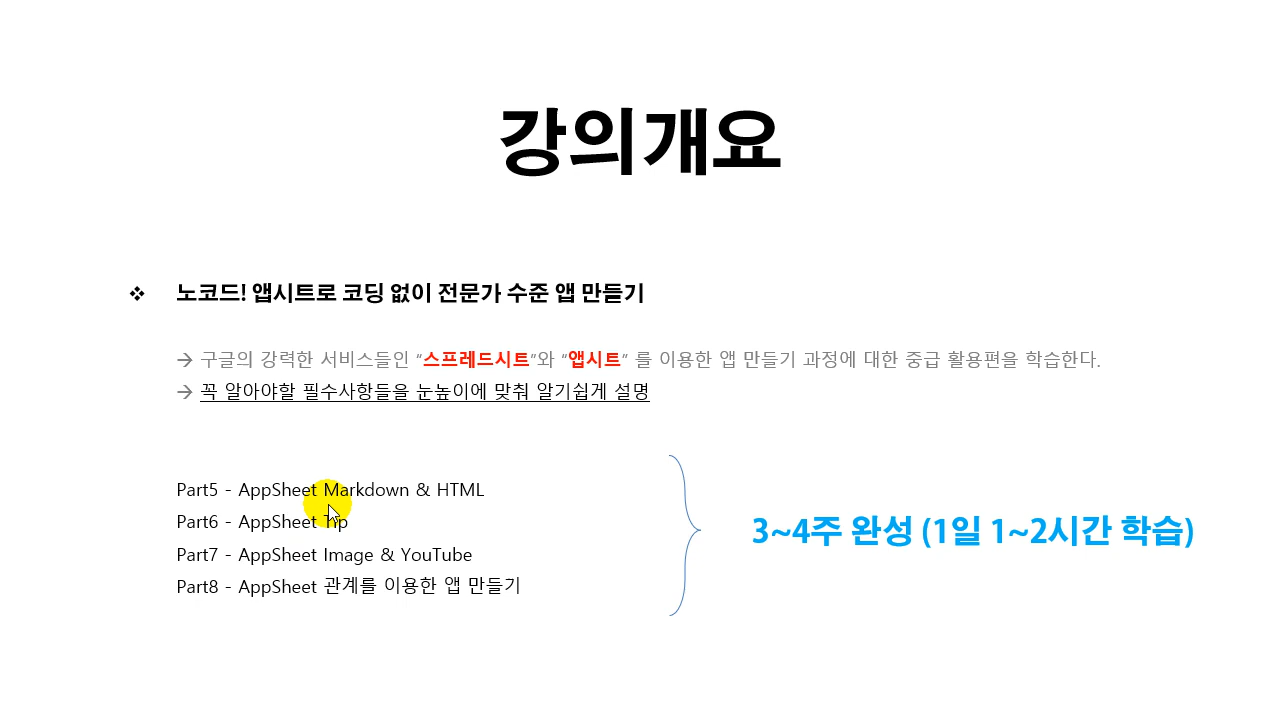 강의개요
❖ 노코드! 앱시트로 코딩 없이 전문가 수준 앱 만들기
→ 구글의 강력한 서비스들인 “스프레드시트”와 “앱시트” 를 이용한 앱 만들기 과정에 대한 중급 활용편을 학습한다.
→ 꼭 알아야할 필수사항들을 눈높이에 맞춰 알기쉽게 설명
Part5 - AppSheet Markdown & HTML
Part6 - AppSheet Tip
Part7 - AppSheet Image & YouTube
Part8 - AppSheet 관계를 이용한 앱 만들기
3~4주 완성 (1일 1~2시간 학습)